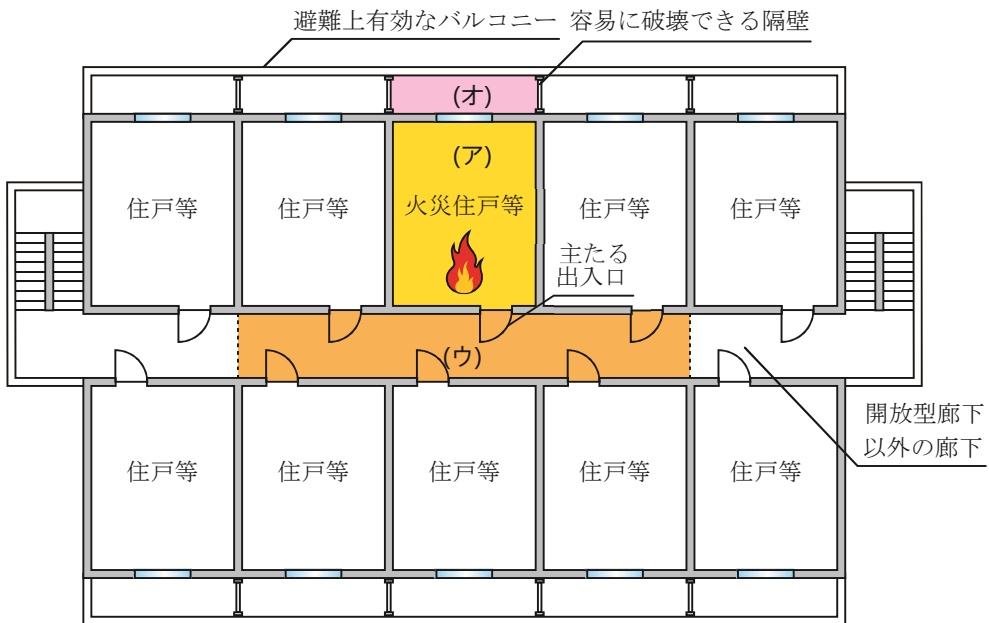 避難上有効なバルコニー
容易に破壊できる隔壁
(オ)
(ア)
住戸等
住戸等
火災住戸等
住戸等
住戸等
主たる
出入口
(ウ)
開放型廊下
以外の廊下
住戸等
住戸等
住戸等
住戸等
住戸等